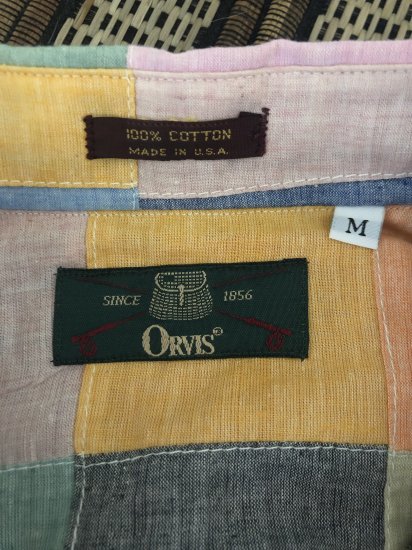 100% COTTON
MADE IN U.S.A.
M
SINCE 1856
ORVIS